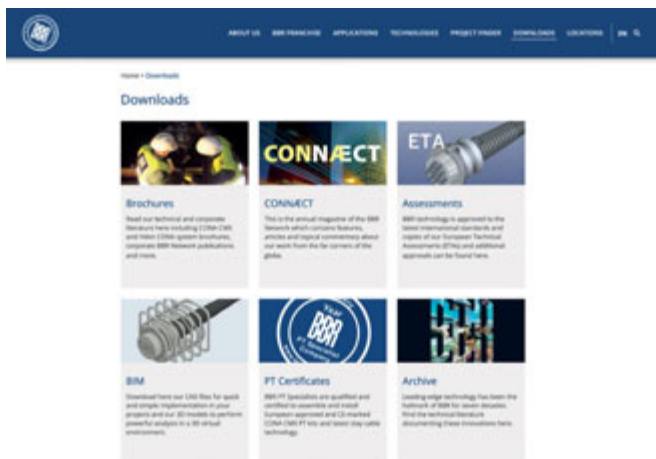 ABOUT US BBR FRANCHISE APPLICATIONS TECHNOLOGIES PROJECT FINDER DOWNLOADS LOCATIONS EN
Home > Downloads
Downloads
CONNÆCT
ETA
Brochures
Read our technical and corporate
literature here including CONA CMX
and HiAm CONA system brochures,
corporate BBR Network publications
and more.
CONNÆCT
This is the annual magazine of the BBR
Network which contains features,
articles and topical commentary about
our work from the far corners of the
globe.
Assessments
BBR technology is approved to the
latest international standards and
copies of our European Technical
Assessments (ETAs) and additional
approvals can be found here.
BBR
PT Specialist
Company
BBR
BIM
Download here our CAD files for quick
and simple implementation in your
projects and our 3D models to perform
powerful analysis in a 3D virtual
environment.
PT Certificates
BBR PT Specialists are qualified and
certified to assemble and install
European approved and CE-marked
CONA CMX PT kits and latest stay cable
technology.
Archive
Leading-edge technology has been the
hallmark of BBR for seven decades.
Find the technical literature
documenting these innovations here.